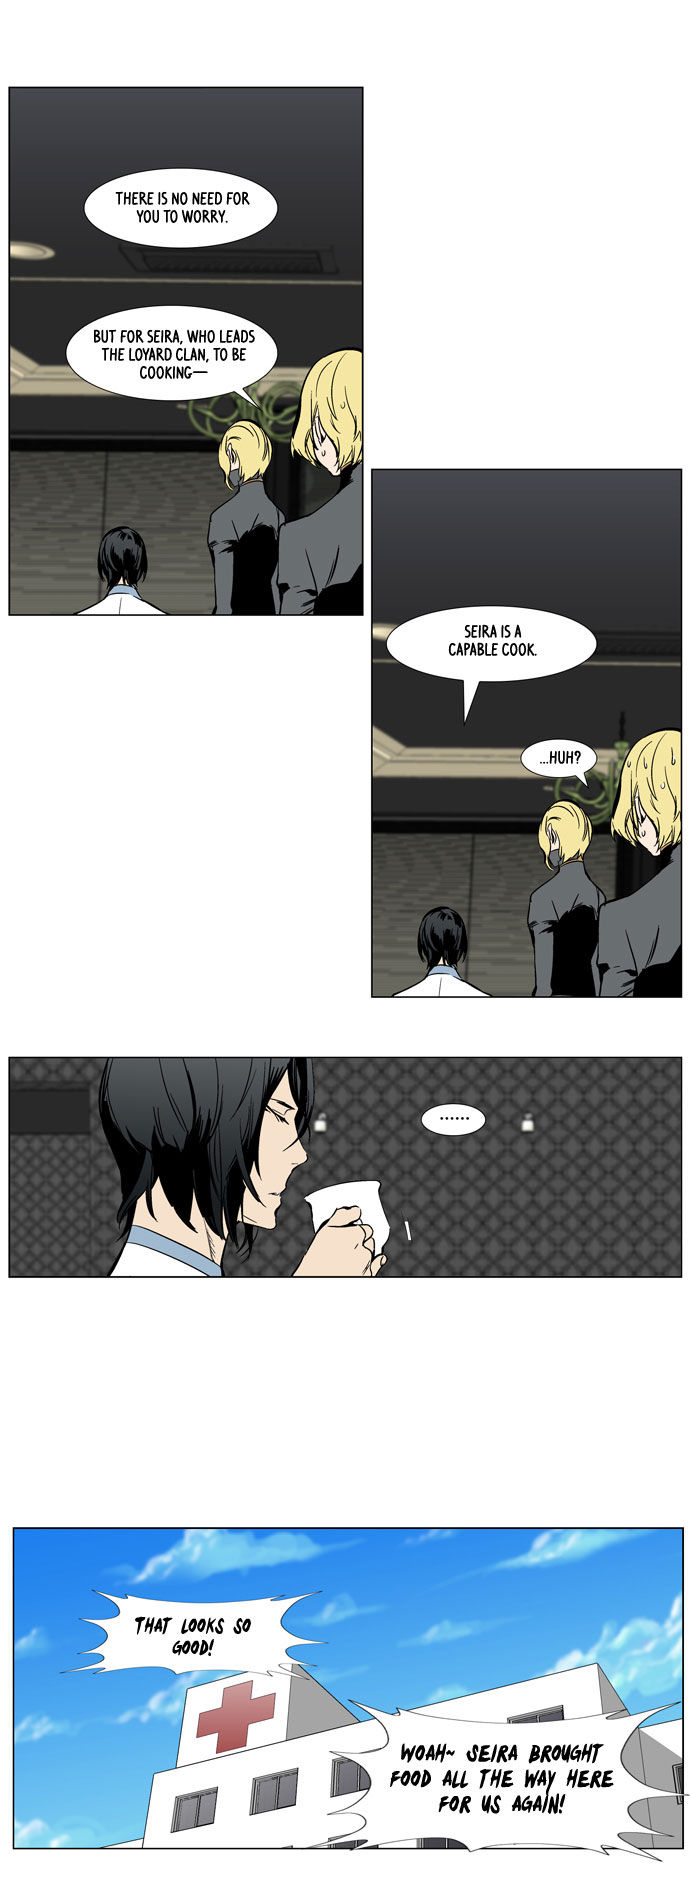 THERE IS NO NEED FOR
YOU TO WORRY.
BUT FOR SEIRA, WHO LEADS
THE LOYARD CLAN, TO BE
COOKING—
SEIRA IS A
CAPABLE COOK.
...HUH?
......
THAT LOOKS SO
GOOD!
WOAH~ SEIRA BROUGHT
FOOD ALL THE WAY HERE
FOR US AGAIN!